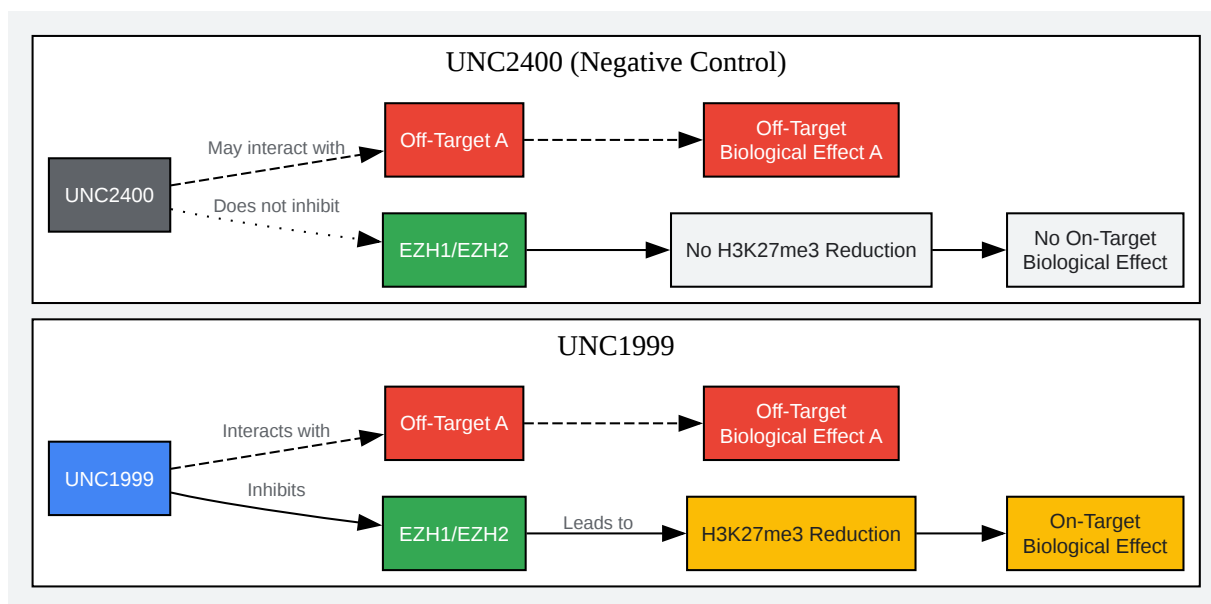 UNC2400 (Negative Control)
May interact with
Off-Target A
Off-Target
Biological Effect A
UNC2400
Does not inhibit
EZH1/EZH2
No H3K27me3 Reduction
No On-Target
Biological Effect
UNC1999
Interacts with
Off-Target A
Off-Target
Biological Effect A
UNC1999
Inhibits
EZH1/EZH2
Leads to
H3K27me3 Reduction
On-Target
Biological Effect